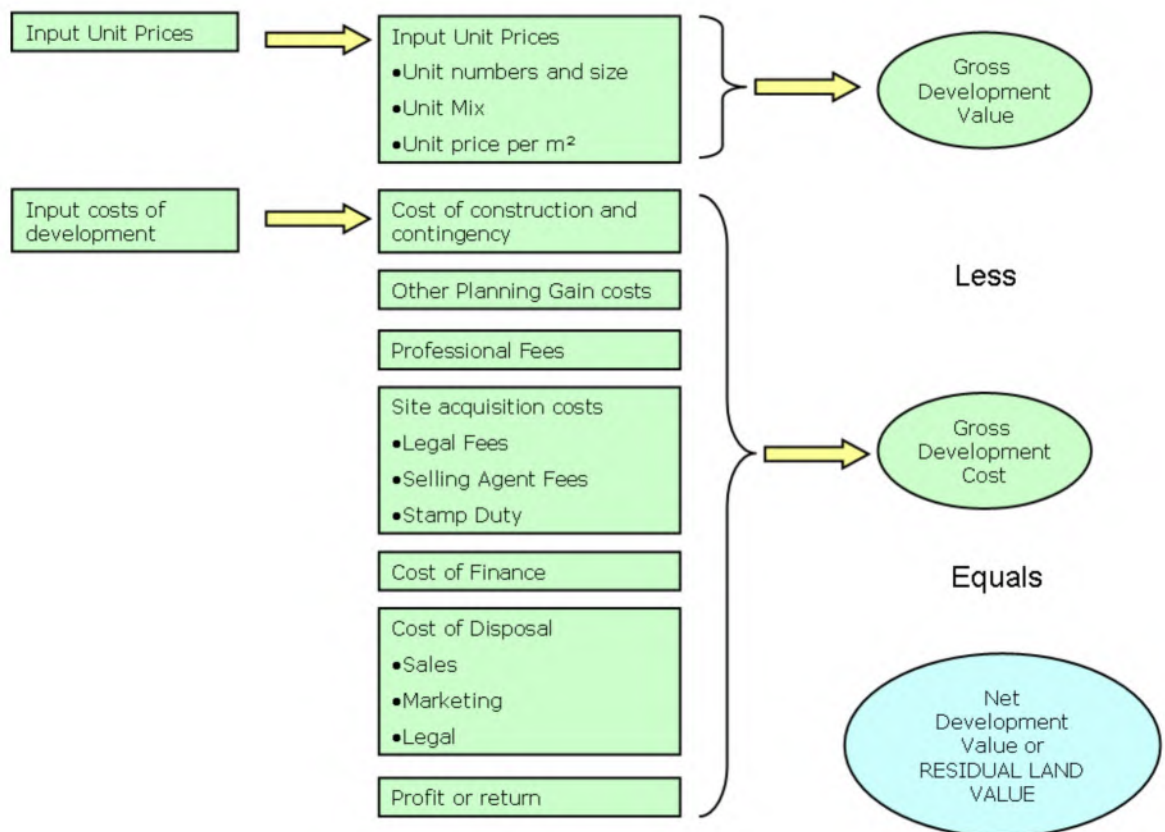 Input Unit Prices
Input Unit Prices
•Unit numbers and size
•Unit Mix
•Unit price per m²
Gross
Development
Value
Input costs of
development
Cost of construction and
contingency
Other Planning Gain costs
Professional Fees
Site acquisition costs
•Legal Fees
•Selling Agent Fees
•Stamp Duty
Cost of Finance
Cost of Disposal
•Sales
•Marketing
•Legal
Profit or return
Less
Gross
Development
Cost
Equals
Net
Development
Value or
RESIDUAL LAND
VALUE